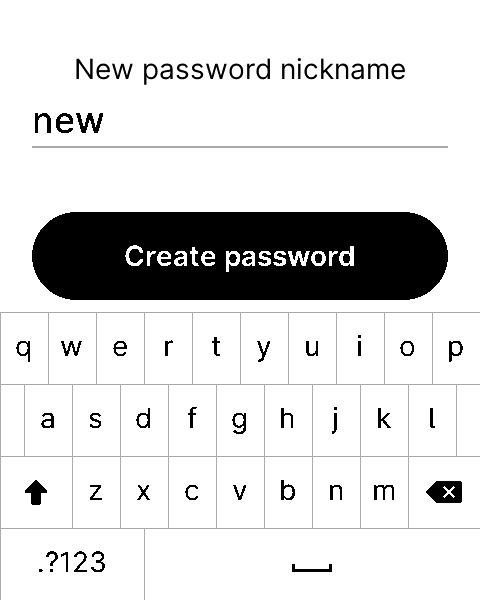 New password nickname
new
Create password
q w e r t y u i o p
a s d f g h j k l
z x c v b n m
.?123